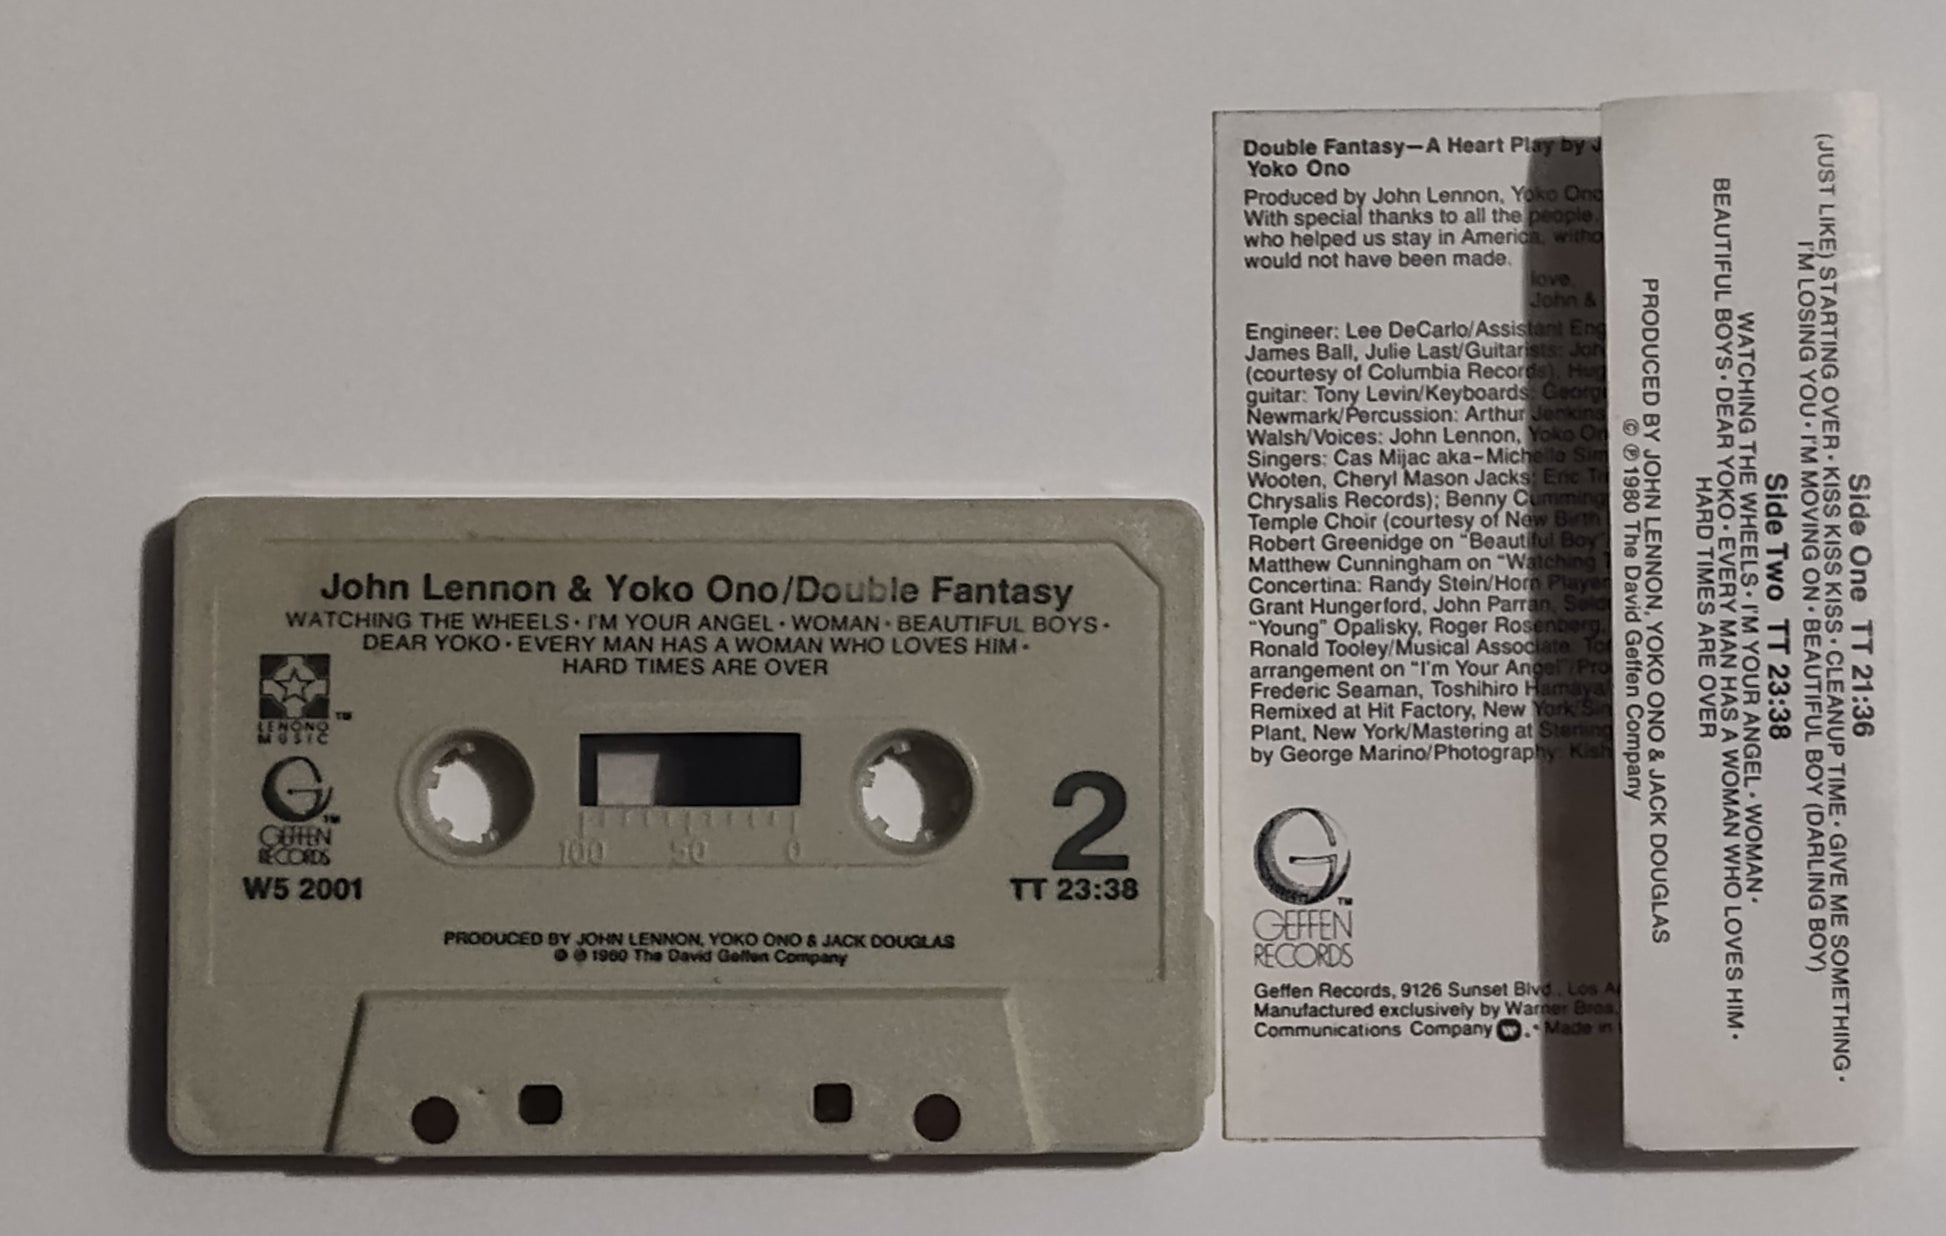 John Lennon & Yoko Ono/Double Fantasy
WATCHING THE WHEELS • I'M YOUR ANGEL • WOMAN • BEAUTIFUL BOYS •
DEAR YOKO • EVERY MAN HAS A WOMAN WHO LOVES HIM •
HARD TIMES ARE OVER
LENONO
MUSIC
TM
G
TM
GEFFEN
RECORDS
W5 2001
100 50 0
2
TT 23:38
PRODUCED BY JOHN LENNON, YOKO ONO & JACK DOUGLAS
© ℗ 1980 The David Geffen Company
Double Fantasy—A Heart Play by J
Yoko Ono
Produced by John Lennon, Yoko Ono
With special thanks to all the people,
who helped us stay in America, witho
would not have been made.
love,
John &
Engineer: Lee DeCarlo/Assistant Eng
James Ball, Julie Last/Guitarists: Joh
(courtesy of Columbia Records), Hug
guitar: Tony Levin/Keyboards: Georg
Newmark/Percussion: Arthur Jenkins
Walsh/Voices: John Lennon, Yoko On
Singers: Cas Mijac aka–Michelle Sim
Wooten, Cheryl Mason Jacks; Eric Tr
Chrysalis Records); Benny Cumming
Temple Choir (courtesy of New Birth
Robert Greenidge on "Beautiful Boy"
Matthew Cunningham on "Watching T
Concertina: Randy Stein/Horn Player
Grant Hungerford, John Parran, Seld
"Young" Opalisky, Roger Rosenberg,
Ronald Tooley/Musical Associate: To
arrangement on "I'm Your Angel"/Pro
Frederic Seaman, Toshihiro Hamaya
Remixed at Hit Factory, New York/Sin
Plant, New York/Mastering at Sterling
by George Marino/Photography: Kish
G
TM
GEFFEN
RECORDS
Geffen Records, 9126 Sunset Blvd., Los A
Manufactured exclusively by Warner Bros.
Communications Company W. • Made in
Side One TT 21:36
(JUST LIKE) STARTING OVER • KISS KISS KISS • CLEANUP TIME • GIVE ME SOMETHING •
I'M LOSING YOU • I'M MOVING ON • BEAUTIFUL BOY (DARLING BOY)
Side Two TT 23:38
WATCHING THE WHEELS • I'M YOUR ANGEL • WOMAN •
BEAUTIFUL BOYS • DEAR YOKO • EVERY MAN HAS A WOMAN WHO LOVES HIM •
HARD TIMES ARE OVER
PRODUCED BY JOHN LENNON, YOKO ONO & JACK DOUGLAS
© ℗ 1980 The David Geffen Company